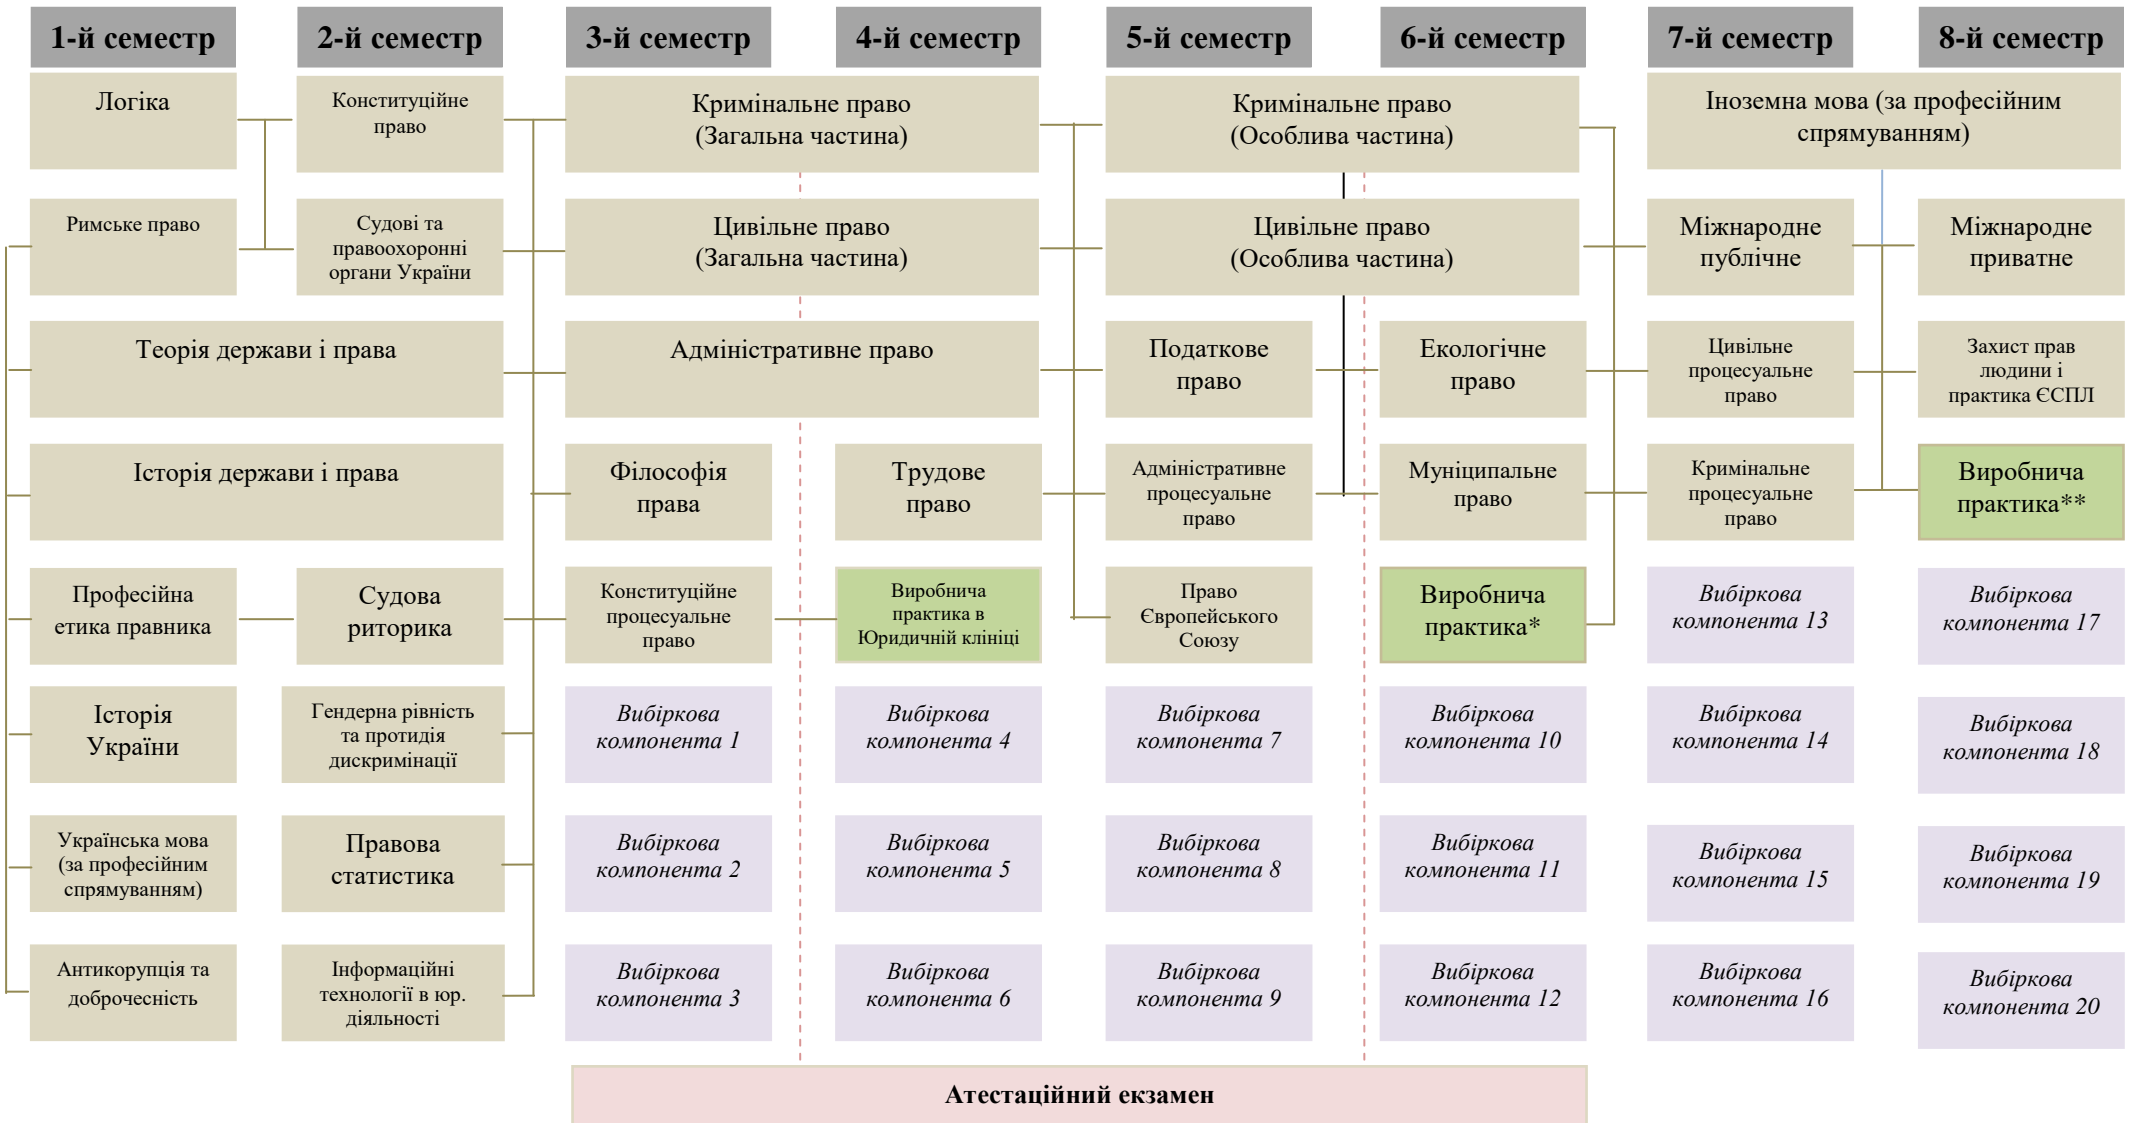 1-й семестр
2-й семестр
3-й семестр
4-й семестр
5-й семестр
6-й семестр
7-й семестр
8-й семестр
Логіка
Конституційне
право
Кримінальне право
(Загальна частина)
Кримінальне право
(Особлива частина)
Іноземна мова (за професійним
спрямуванням)
Римське право
Судові та
правоохоронні
органи України
Цивільне право
(Загальна частина)
Цивільне право
(Особлива частина)
Міжнародне
публічне
Міжнародне
приватне
Теорія держави і права
Адміністративне право
Податкове
право
Екологічне
право
Цивільне
процесуальне
право
Захист прав
людини і
практика ЄСПЛ
Історія держави і права
Філософія
права
Трудове
право
Адміністративне
процесуальне
право
Муніципальне
право
Кримінальне
процесуальне
право
Виробнича
практика**
Професійна
етика правника
Судова
риторика
Конституційне
процесуальне
право
Виробнича
практика в
Юридичній клініці
Право
Європейського
Союзу
Виробнича
практика*
Вибіркова
компонента 13
Вибіркова
компонента 17
Історія
України
Гендерна рівність
та протидія
дискримінації
Вибіркова
компонента 1
Вибіркова
компонента 4
Вибіркова
компонента 7
Вибіркова
компонента 10
Вибіркова
компонента 14
Вибіркова
компонента 18
Українська мова
(за професійним
спрямуванням)
Правова
статистика
Вибіркова
компонента 2
Вибіркова
компонента 5
Вибіркова
компонента 8
Вибіркова
компонента 11
Вибіркова
компонента 15
Вибіркова
компонента 19
Антикорупція та
доброчесність
Інформаційні
технології в юр.
діяльності
Вибіркова
компонента 3
Вибіркова
компонента 6
Вибіркова
компонента 9
Вибіркова
компонента 12
Вибіркова
компонента 16
Вибіркова
компонента 20
Атестаційний екзамен